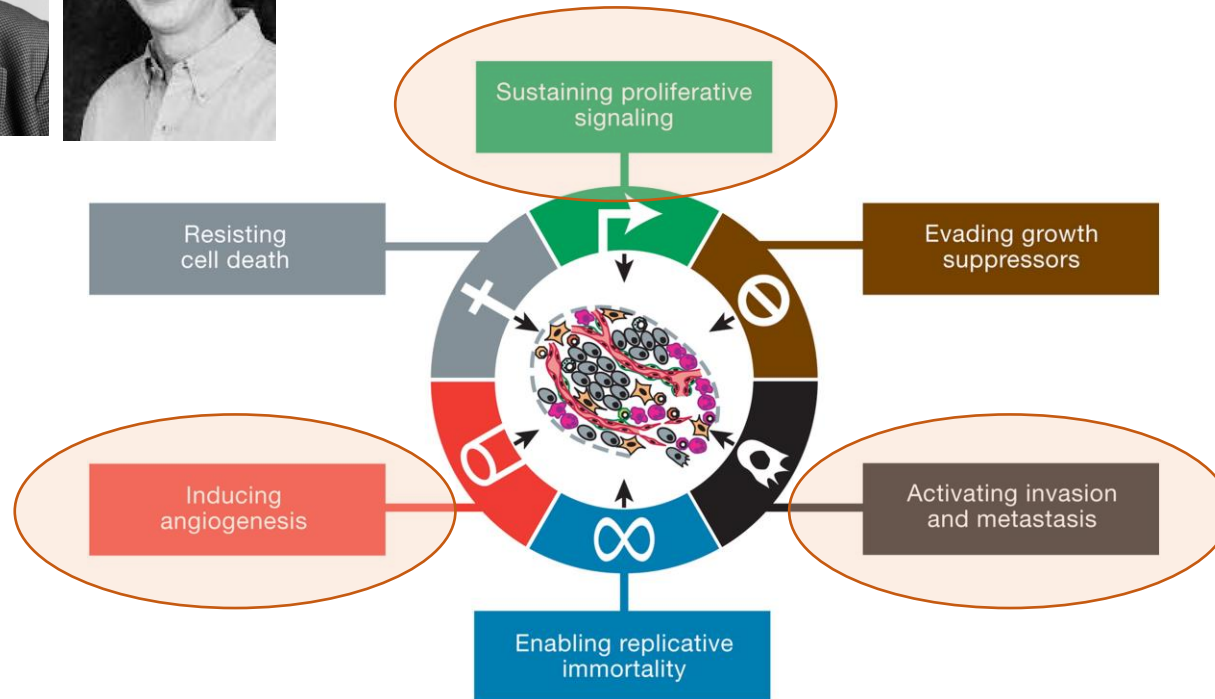 Sustaining proliferative
signaling
Resisting
cell death
Evading growth
suppressors
Inducing
angiogenesis
Activating invasion
and metastasis
Enabling replicative
immortality